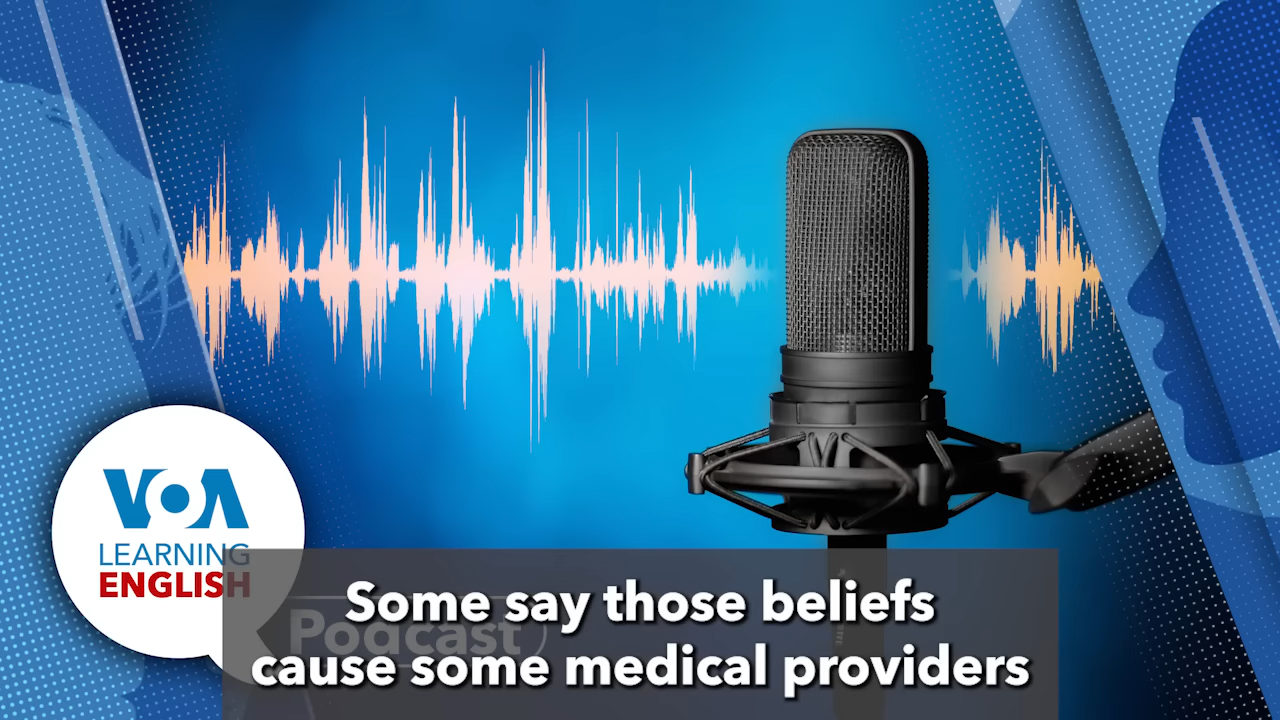 VOA
LEARNING
ENGLISH
Podcast
Some say those beliefs
cause some medical providers